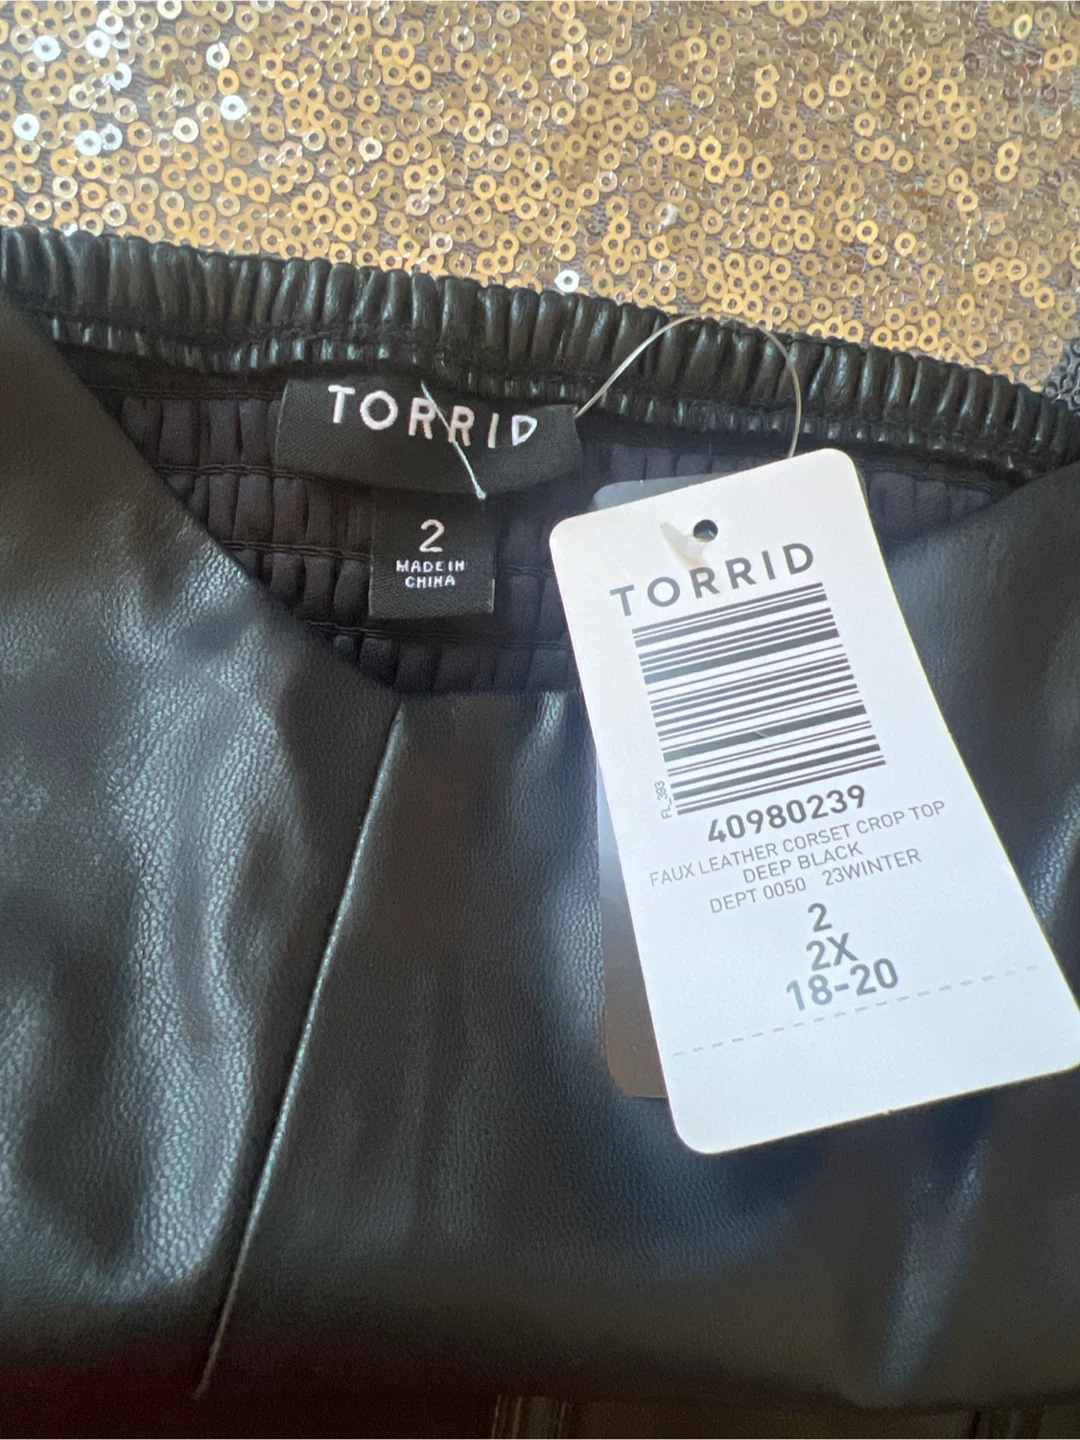 TORRID
2
MADE IN
CHINA
TORRID
FL_393
40980239
FAUX LEATHER CORSET CROP TOP
DEEP BLACK
DEPT 0050 23WINTER
2
2X
18-20